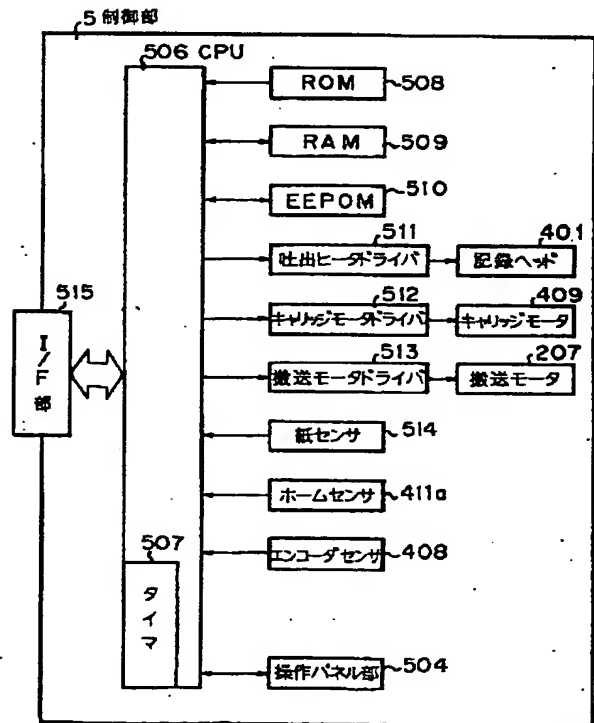 5 制御部
506 CPU
ROM
508
RAM
509
EEPOM
510
511
吐出ヒータドライバ
401
記録ヘッド
512
キャリッジモータドライバ
409
キャリッジモータ
513
搬送モータドライバ
207
搬送モータ
515
I/F部
紙センサ
514
ホームセンサ
411a
エンコーダセンサ
408
507
タイマ
操作パネル部
504